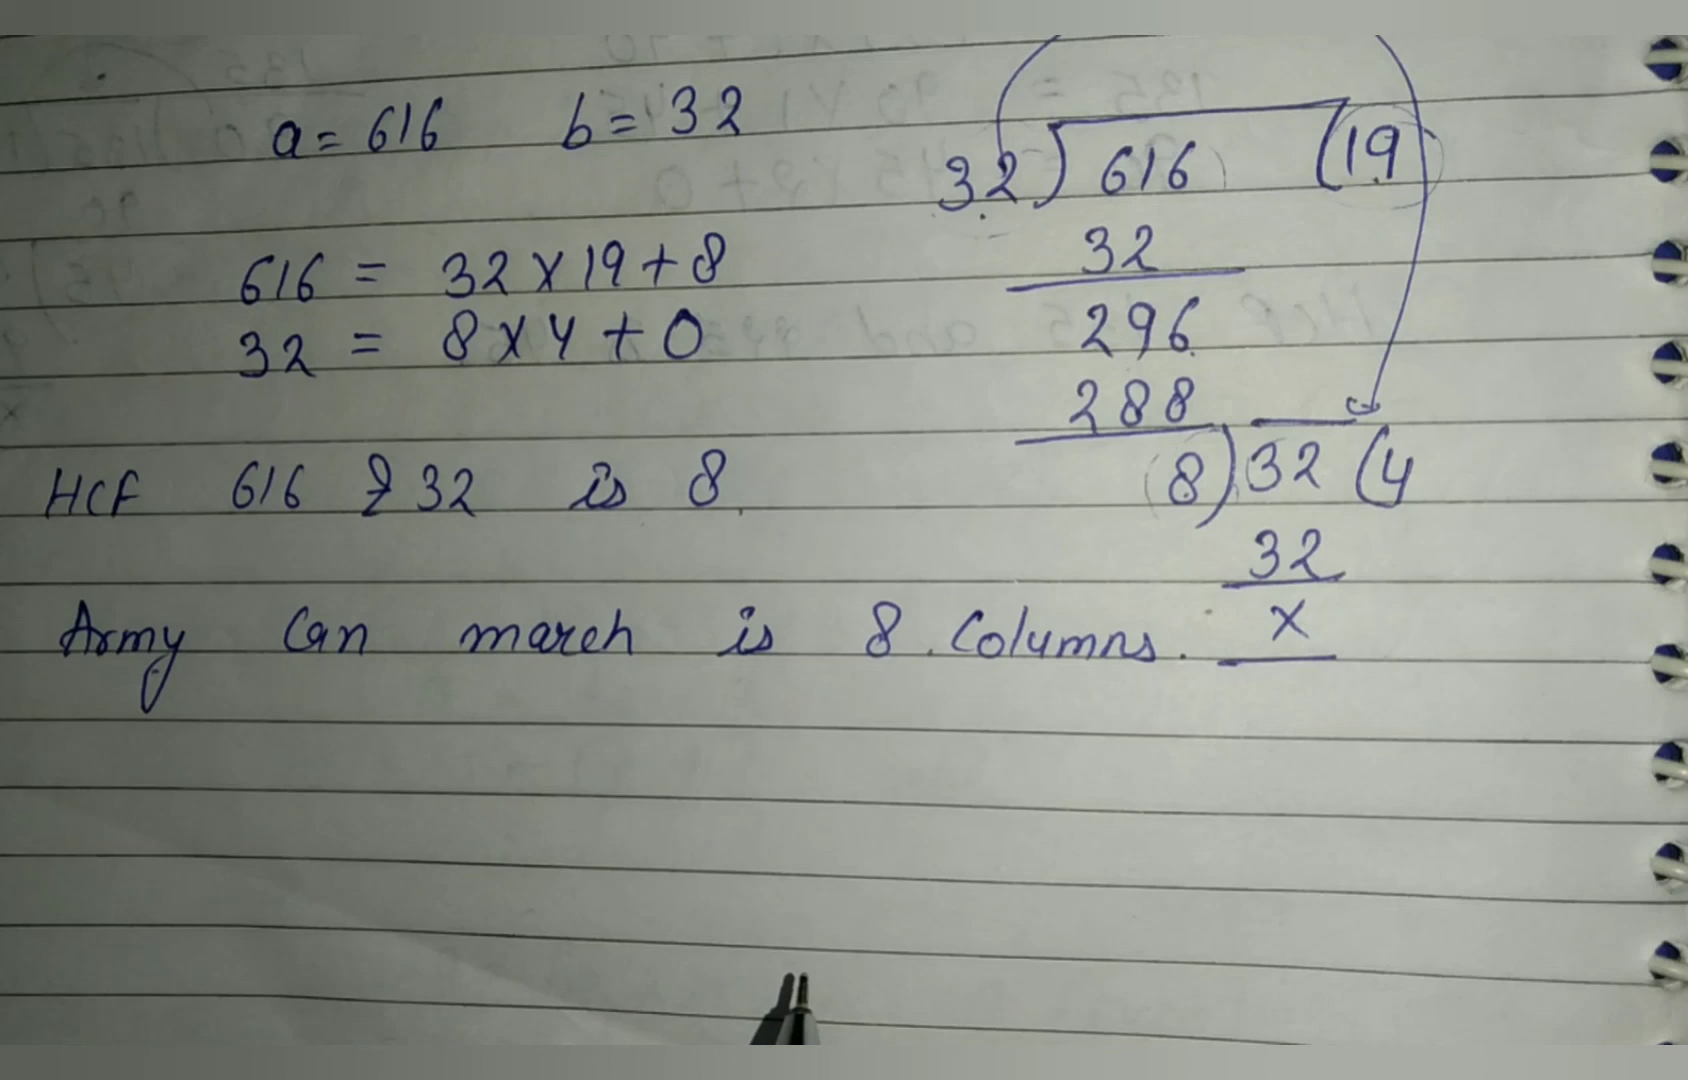 a = 616 b = 32
32 ) 616 ( 19
32
616 = 32 × 19 + 8
296
32 = 8 × 4 + 0
288
8 ) 32 ( 4
HCF 616 & 32 is 8.
32
×
Army Can march is 8 . Columns.